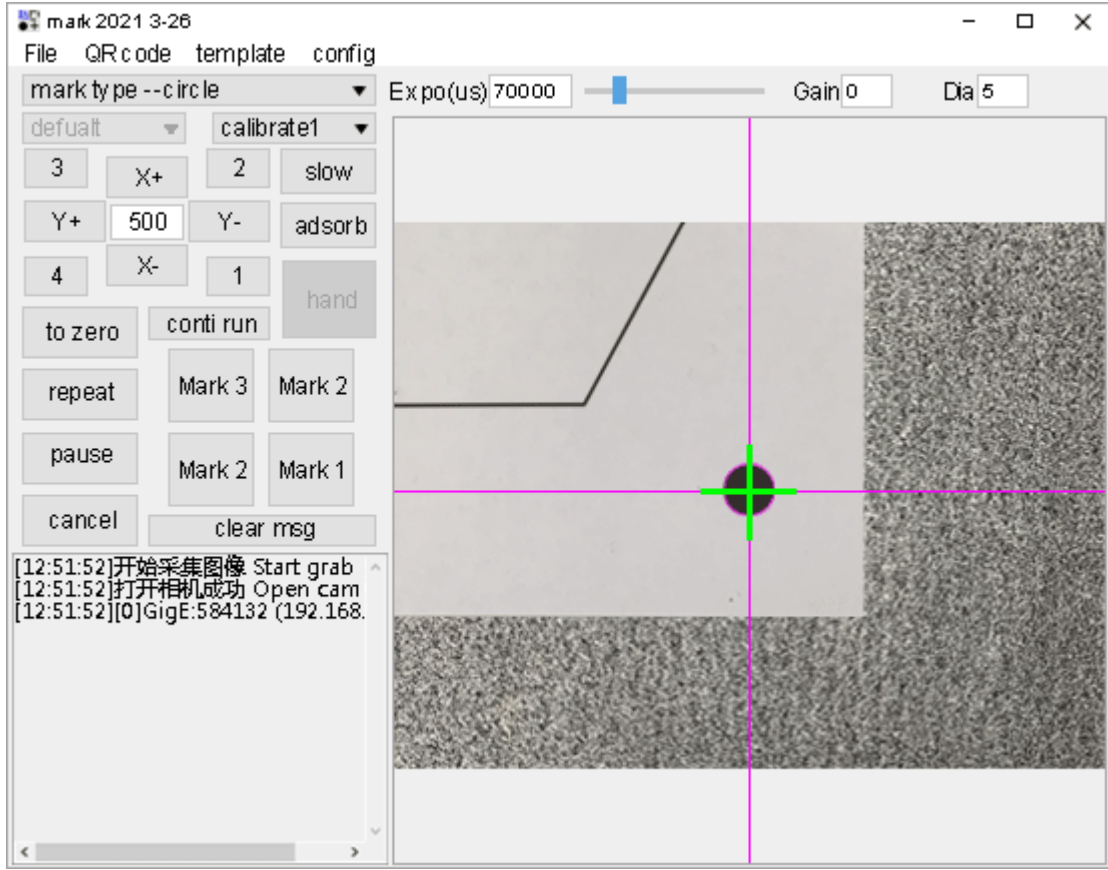 mark 2021 3-26
File QRcode template config
mark type --circle
Expo(us) 70000 Gain 0 Dia 5
defualt calibrate1
3 X+ 2 slow
Y+ 500 Y- adsorb
4 X- 1 hand
to zero conti run
repeat Mark 3 Mark 2
pause Mark 2 Mark 1
cancel clear msg
[12:51:52]开始采集图像 Start grab
[12:51:52]打开相机成功 Open cam
[12:51:52][0]GigE:584132 (192.168.